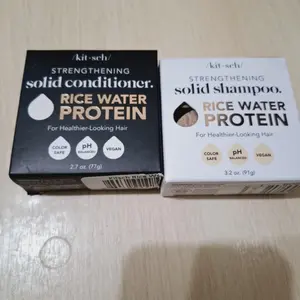 /kit·sch/
STRENGTHENING
solid conditioner.
RICE WATER
PROTEIN
For Healthier-Looking Hair
COLOR
SAFE
pH
BALANCED
VEGAN
2.7 oz. (77g)
/kit·sch/
STRENGTHENING
solid shampoo.
RICE WATER
PROTEIN
For Healthier-Looking Hair
COLOR
SAFE
pH
BALANCED
VEGAN
3.2 oz. (91g)